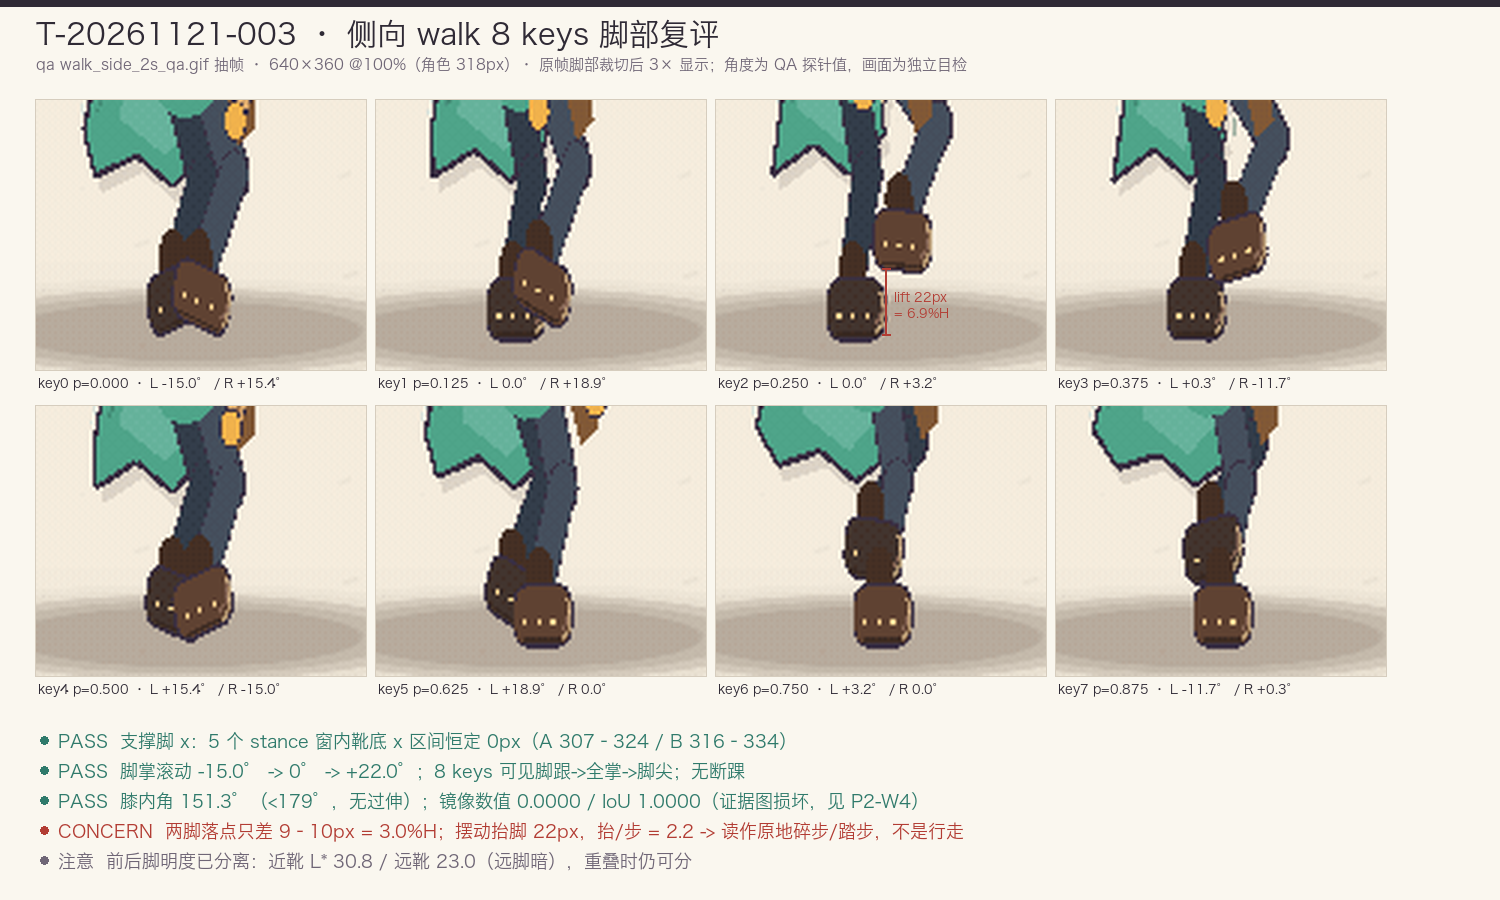 T-20261121-003 · 侧向 walk 8 keys 脚部复评
qa walk_side_2s_qa.gif 抽帧 · 640×360 @100%（角色 318px） · 原帧脚部裁切后 3× 显示；角度为 QA 探针值，画面为独立目检
lift 22px
= 6.9%H
key0 p=0.000 · L -15.0° / R +15.4°
key1 p=0.125 · L 0.0° / R +18.9°
key2 p=0.250 · L 0.0° / R +3.2°
key3 p=0.375 · L +0.3° / R -11.7°
key4 p=0.500 · L +15.4° / R -15.0°
key5 p=0.625 · L +18.9° / R 0.0°
key6 p=0.750 · L +3.2° / R 0.0°
key7 p=0.875 · L -11.7° / R +0.3°
PASS 支撑脚 x：5 个 stance 窗内靴底 x 区间恒定 0px（A 307 - 324 / B 316 - 334）
PASS 脚掌滚动 -15.0° -> 0° -> +22.0°；8 keys 可见脚跟->全掌->脚尖；无断踝
PASS 膝内角 151.3°（<179°，无过伸）；镜像数值 0.0000 / IoU 1.0000（证据图损坏，见 P2-W4）
CONCERN 两脚落点只差 9 - 10px = 3.0%H；摆动抬脚 22px，抬/步 = 2.2 -> 读作原地碎步/踏步，不是行走
注意 前后脚明度已分离：近靴 L* 30.8 / 远靴 23.0（远脚暗），重叠时仍可分